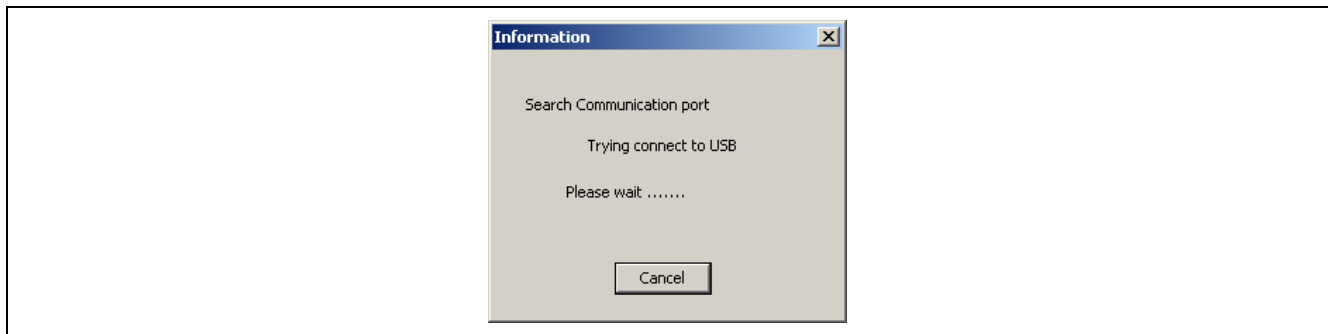 Information
Search Communication port
Trying connect to USB
Please wait .......
Cancel